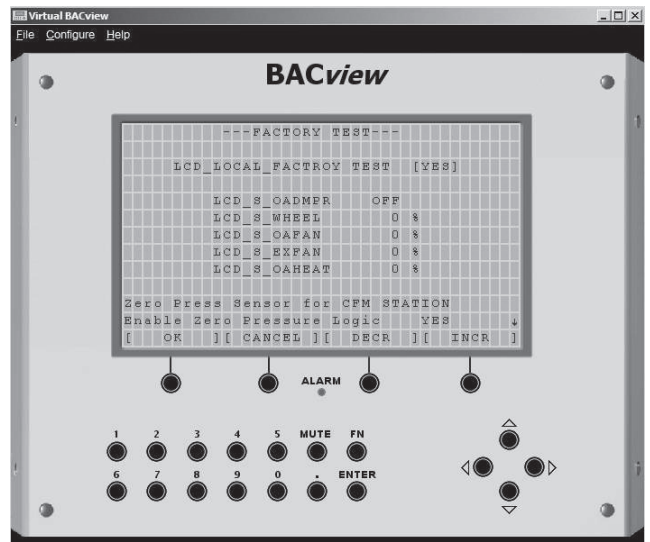 Virtual BACview
File Configure Help
BACview
---FACTORY TEST---
LCD_LOCAL_FACTROY TEST [YES]
LCD_S_OADMPR OFF
LCD_S_WHEEL 0 %
LCD_S_OAFAN 0 %
LCD_S_EXFAN 0 %
LCD_S_OAHEAT 0 %
Zero Press Sensor for CFM STATION
Enable Zero Pressure Logic YES ↓
[ OK ][ CANCEL ][ DECR ][ INCR ]
ALARM
1 2 3 4 5 MUTE FN
6 7 8 9 0 . ENTER